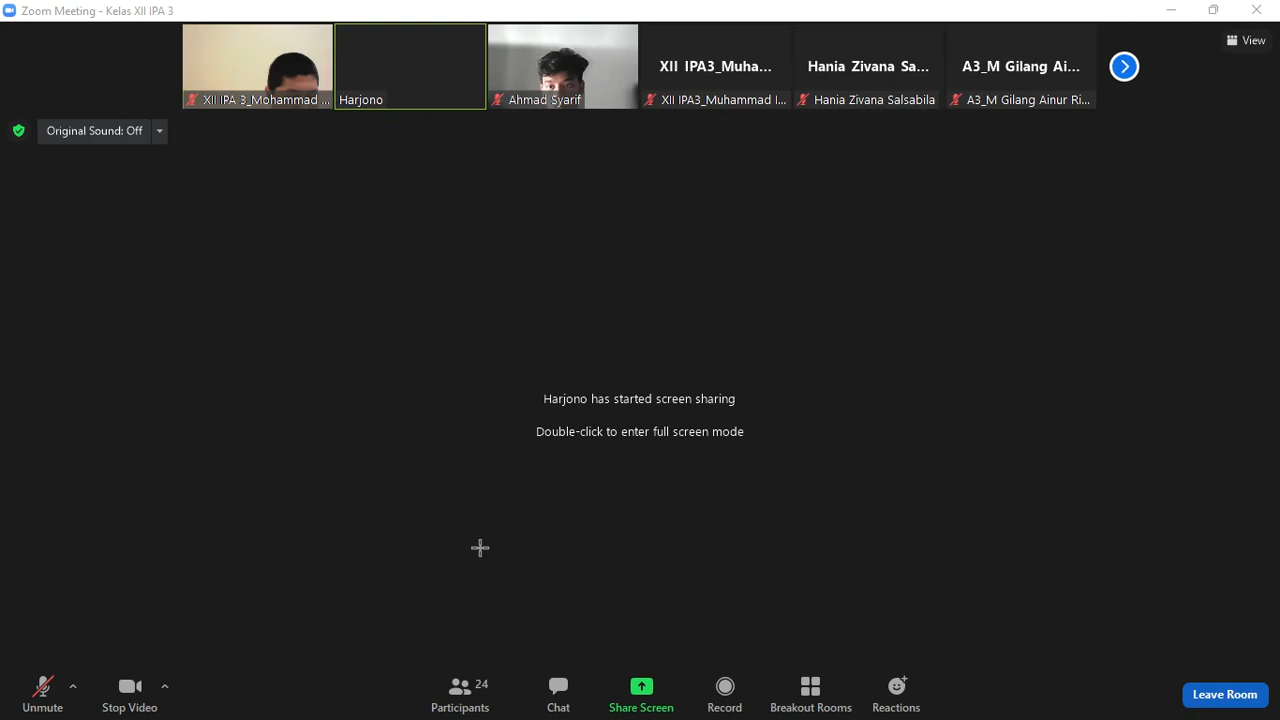 Zoom Meeting - Kelas XII IPA 3
View
XII IPA3_Muha...
Hania Zivana Sa...
A3_M Gilang Ai...
XII IPA 3_Mohammad ...
Harjono
Ahmad Syarif
XII IPA3_Muhammad I...
Hania Zivana Salsabila
A3_M Gilang Ainur Ri...
Original Sound: Off
Harjono has started screen sharing
Double-click to enter full screen mode
24
Unmute
Stop Video
Participants
Chat
Share Screen
Record
Breakout Rooms
Reactions
Leave Room